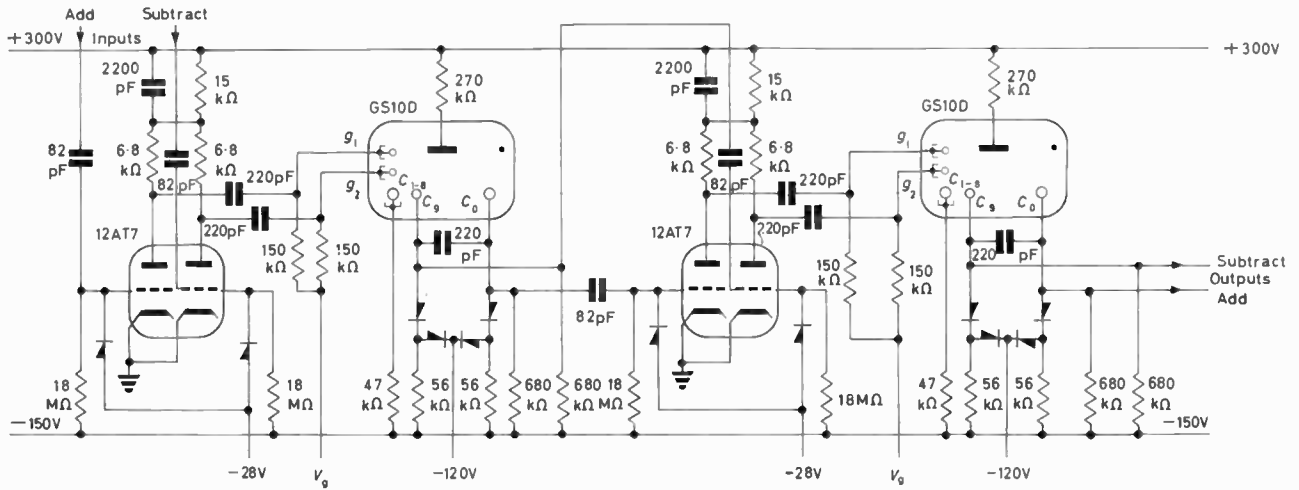 Add Subtract
Inputs
+300V
+300V
2200 pF
15 kΩ
270 kΩ
2200 pF
15 kΩ
270 kΩ
GS10D
GS10D
82 pF
6·8 kΩ
82 pF
6·8 kΩ
g₁
g₂
220pF
220pF
C₁₋₈
C₉
C₀
6·8 kΩ
82 pF
6·8 kΩ
g₁
g₂
220pF
220pF
C₁₋₈
C₉
C₀
12AT7
150 kΩ
150 kΩ
220 pF
12AT7
150 kΩ
150 kΩ
220 pF
Subtract
Outputs
Add
82pF
18 MΩ
18 MΩ
47 kΩ
56 kΩ
56 kΩ
680 kΩ
680 kΩ
18 MΩ
18MΩ
47 kΩ
56 kΩ
56 kΩ
680 kΩ
680 kΩ
−150V
−150V
−28V
Vg
−120V
−28V
Vg
−120V